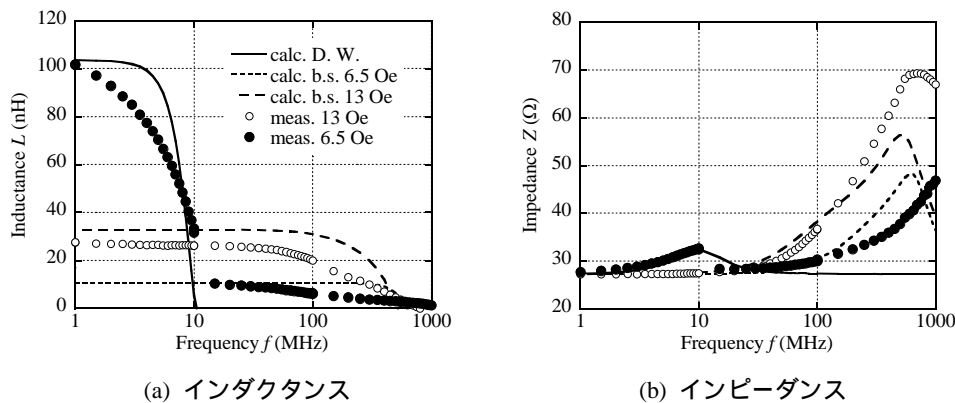 120
100
80
60
40
20
0
Inductance L (nH)
calc. D. W.
calc. b.s. 6.5 Oe
calc. b.s. 13 Oe
meas. 13 Oe
meas. 6.5 Oe
1 10 100 1000
Frequency f (MHz)
(a) インダクタンス
80
70
60
50
40
30
20
Impedance Z (Ω)
1 10 100 1000
Frequency f (MHz)
(b) インピーダンス